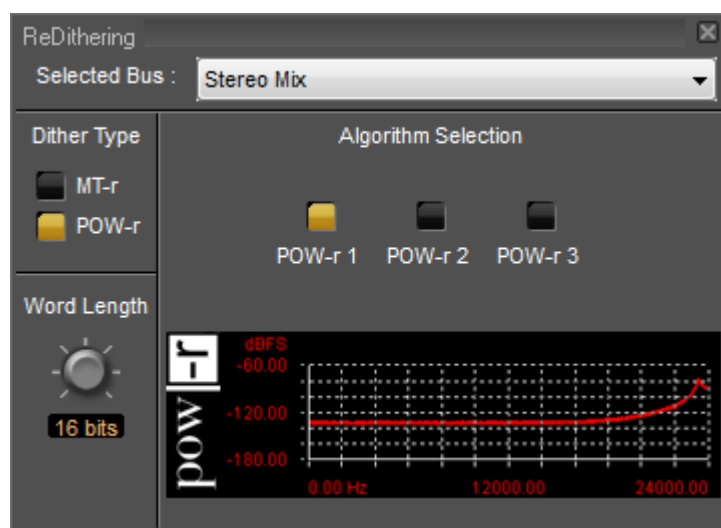 ReDithering
Selected Bus : Stereo Mix
Dither Type
MT-r
POW-r
Algorithm Selection
POW-r 1 POW-r 2 POW-r 3
Word Length
16 bits
pow-r
dBFS
-60.00
-120.00
-180.00
0.00 Hz 12000.00 24000.00